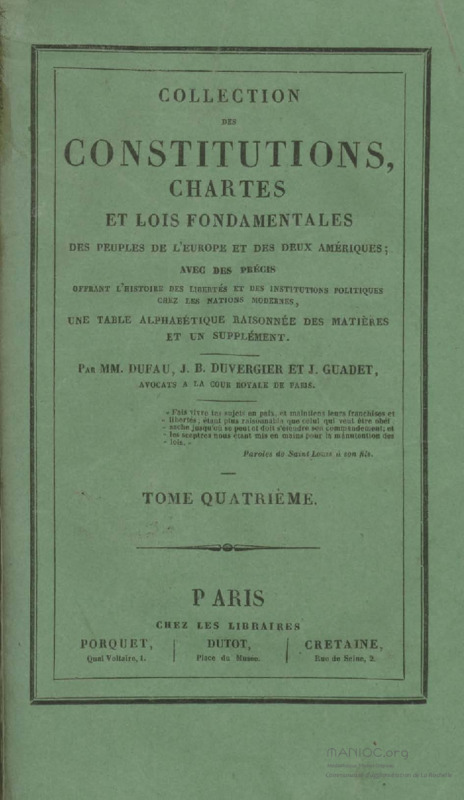 COLLECTION
DES
CONSTITUTIONS,
CHARTES
ET LOIS FONDAMENTALES
DES PEUPLES DE L'EUROPE ET DES DEUX AMÉRIQUES;
AVEC DES PRÉCIS
OFFRANT L'HISTOIRE DES LIBERTÉS ET DES INSTITUTIONS POLITIQUES
CHEZ LES NATIONS MODERNES,
UNE TABLE ALPHABÉTIQUE RAISONNÉE DES MATIÈRES
ET UN SUPPLÉMENT.
PAR MM. DUFAU, J. B. DUVERGIER ET J. GUADET,
AVOCATS A LA COUR ROYALE DE PARIS.
« Fais vivre tes sujets en paix, et maintiens leurs franchises et
« libertés; étant plus raisonnable que celui qui veut être obéi
« sache jusqu'où se peut et doit s'étendre son commandement; et
« les sceptres nous étant mis en mains pour la manutention des
« lois. »
Paroles de Saint Louis à son fils.
TOME QUATRIÈME.
PARIS
CHEZ LES LIBRAIRES
PORQUET, DUTOT, CRETAINE,
Quai Voltaire, 1. Place du Musée. Rue de Seine, 2.
MANIOC.org